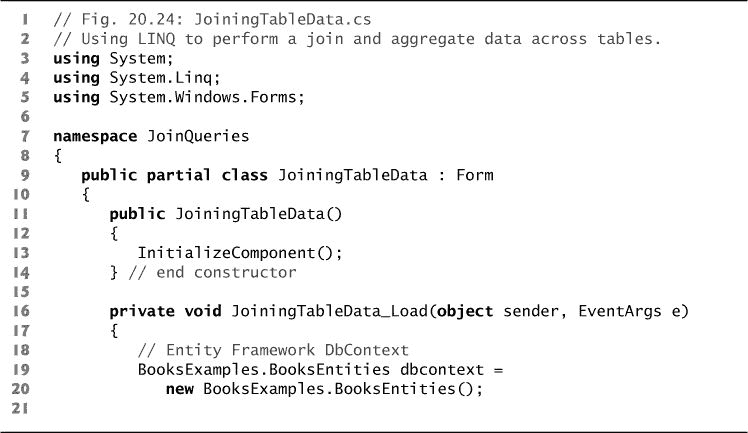 1 // Fig. 20.24: JoiningTableData.cs
2 // Using LINQ to perform a join and aggregate data across tables.
3 using System;
4 using System.Linq;
5 using System.Windows.Forms;
6
7 namespace JoinQueries
8 {
9 public partial class JoiningTableData : Form
10 {
11 public JoiningTableData()
12 {
13 InitializeComponent();
14 } // end constructor
15
16 private void JoiningTableData_Load(object sender, EventArgs e)
17 {
18 // Entity Framework DbContext
19 BooksExamples.BooksEntities dbcontext =
20 new BooksExamples.BooksEntities();
21